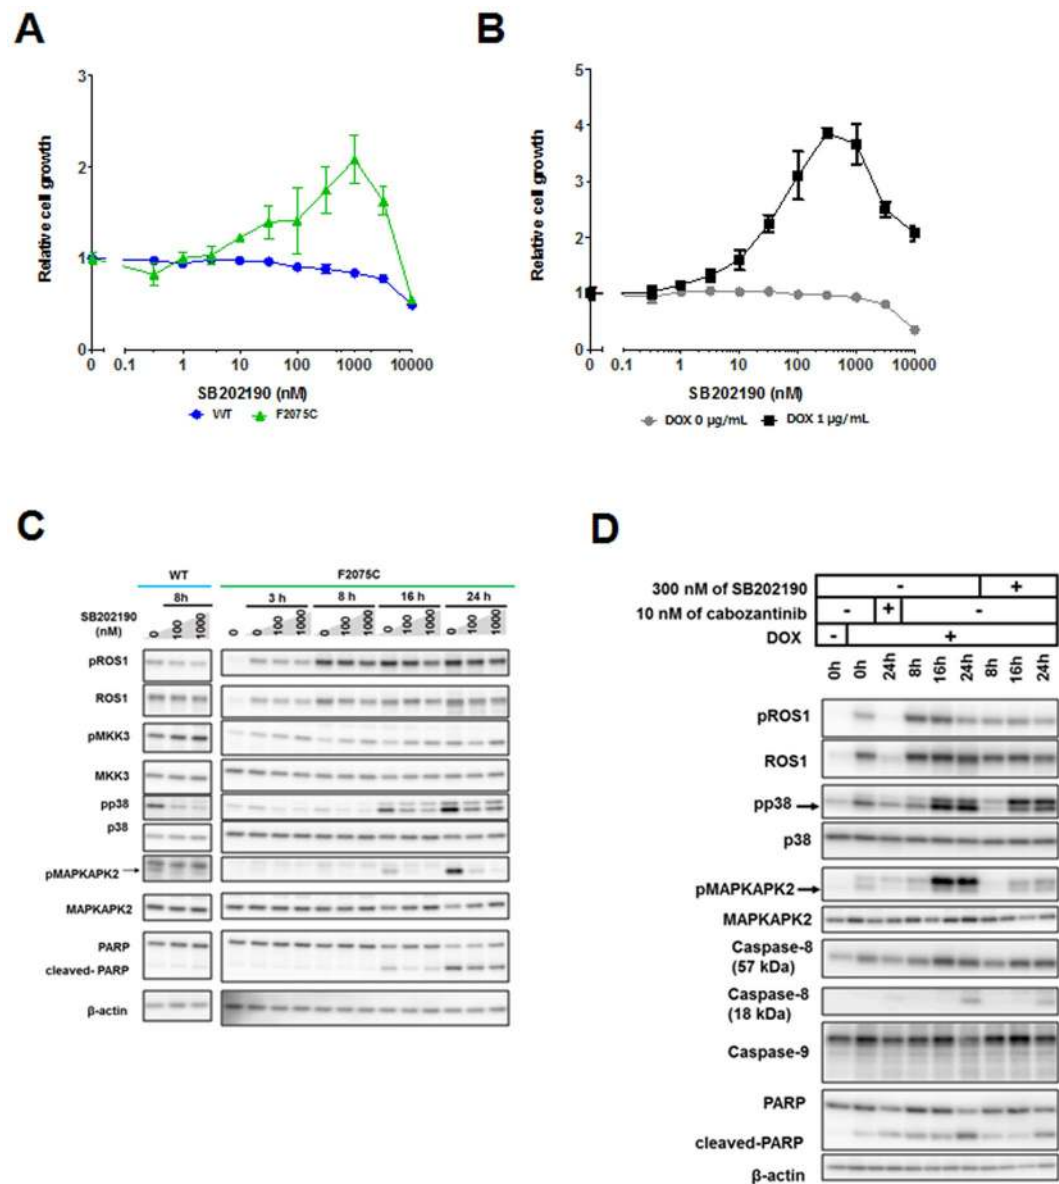 A
B
3
2
1
0
Relative cell growth
0
0.1
1
10
100
1000
10000
SB202190 (nM)
WT
F2075C
5
4
3
2
1
0
Relative cell growth
0
0.1
1
10
100
1000
10000
SB202190 (nM)
DOX 0 µg/mL
DOX 1 µg/mL
C
WT
F2075C
8h
3 h
8 h
16 h
24 h
SB202190
(nM)
0 100 1000 0 0 100 1000 0 100 1000 0 100 1000 0 100 1000
pROS1
ROS1
pMKK3
MKK3
pp38
p38
pMAPKAPK2
MAPKAPK2
PARP
cleaved- PARP
β-actin
D
300 nM of SB202190 - +
10 nM of cabozantinib - + -
DOX - +
0h 0h 24h 8h 16h 24h 8h 16h 24h
pROS1
ROS1
pp38
p38
pMAPKAPK2
MAPKAPK2
Caspase-8
(57 kDa)
Caspase-8
(18 kDa)
Caspase-9
PARP
cleaved-PARP
β-actin